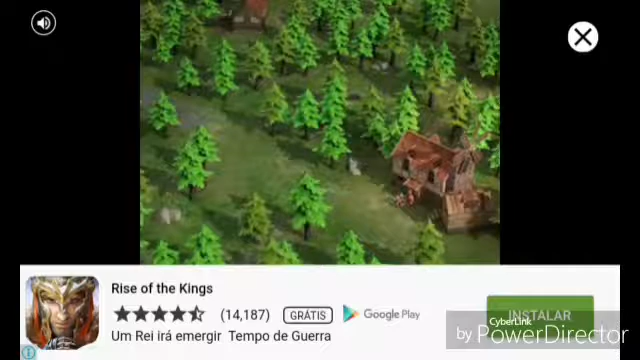 Rise of the Kings
(14,187) GRÁTIS Google Play INSTALAR
Um Rei irá emergir Tempo de Guerra
CyberLink
by PowerDirector